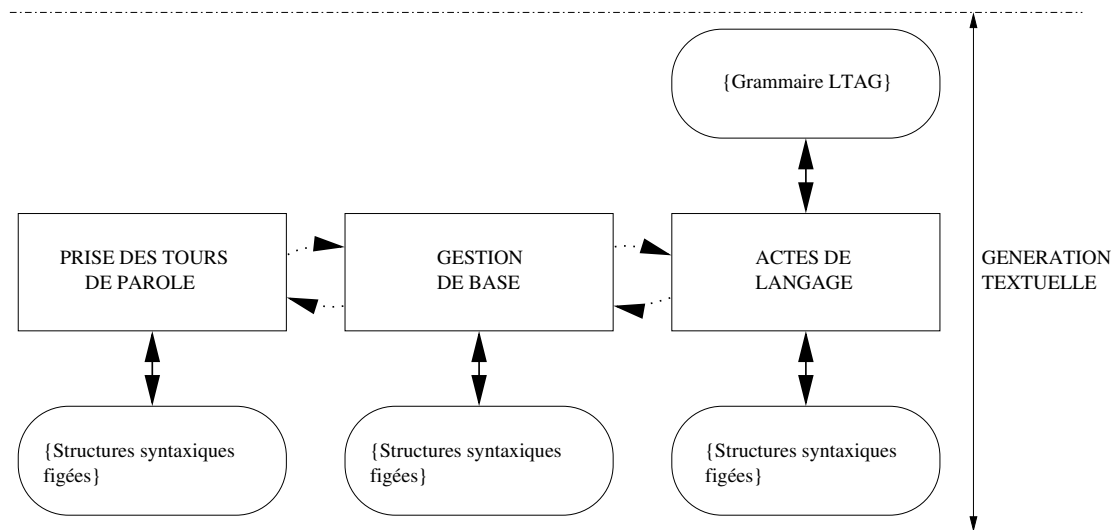 {Grammaire LTAG}
PRISE DES TOURS
DE PAROLE
GESTION
DE BASE
ACTES DE
LANGAGE
GENERATION
TEXTUELLE
{Structures syntaxiques
figées}
{Structures syntaxiques
figées}
{Structures syntaxiques
figées}